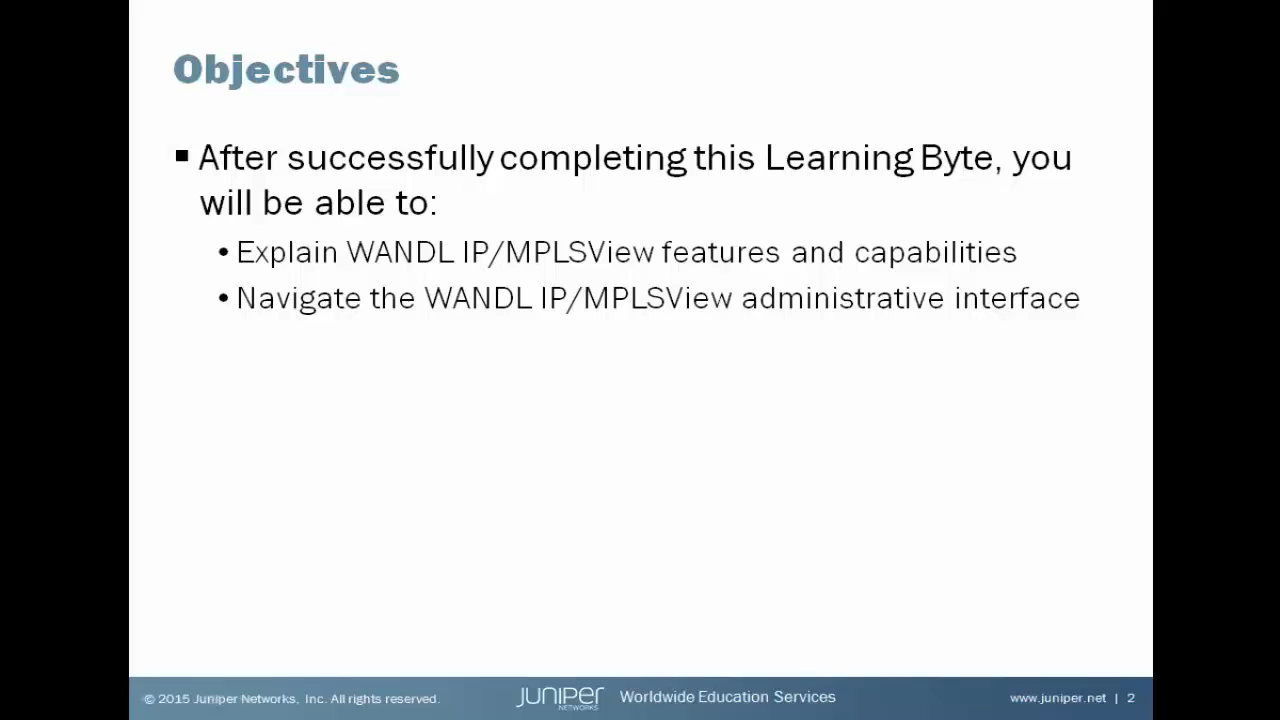 Objectives
■ After successfully completing this Learning Byte, you
will be able to:
• Explain WANDL IP/MPLSView features and capabilities
• Navigate the WANDL IP/MPLSView administrative interface
© 2015 Juniper Networks, Inc. All rights reserved.
JUNIPER
NETWORKS
Worldwide Education Services
www.juniper.net | 2